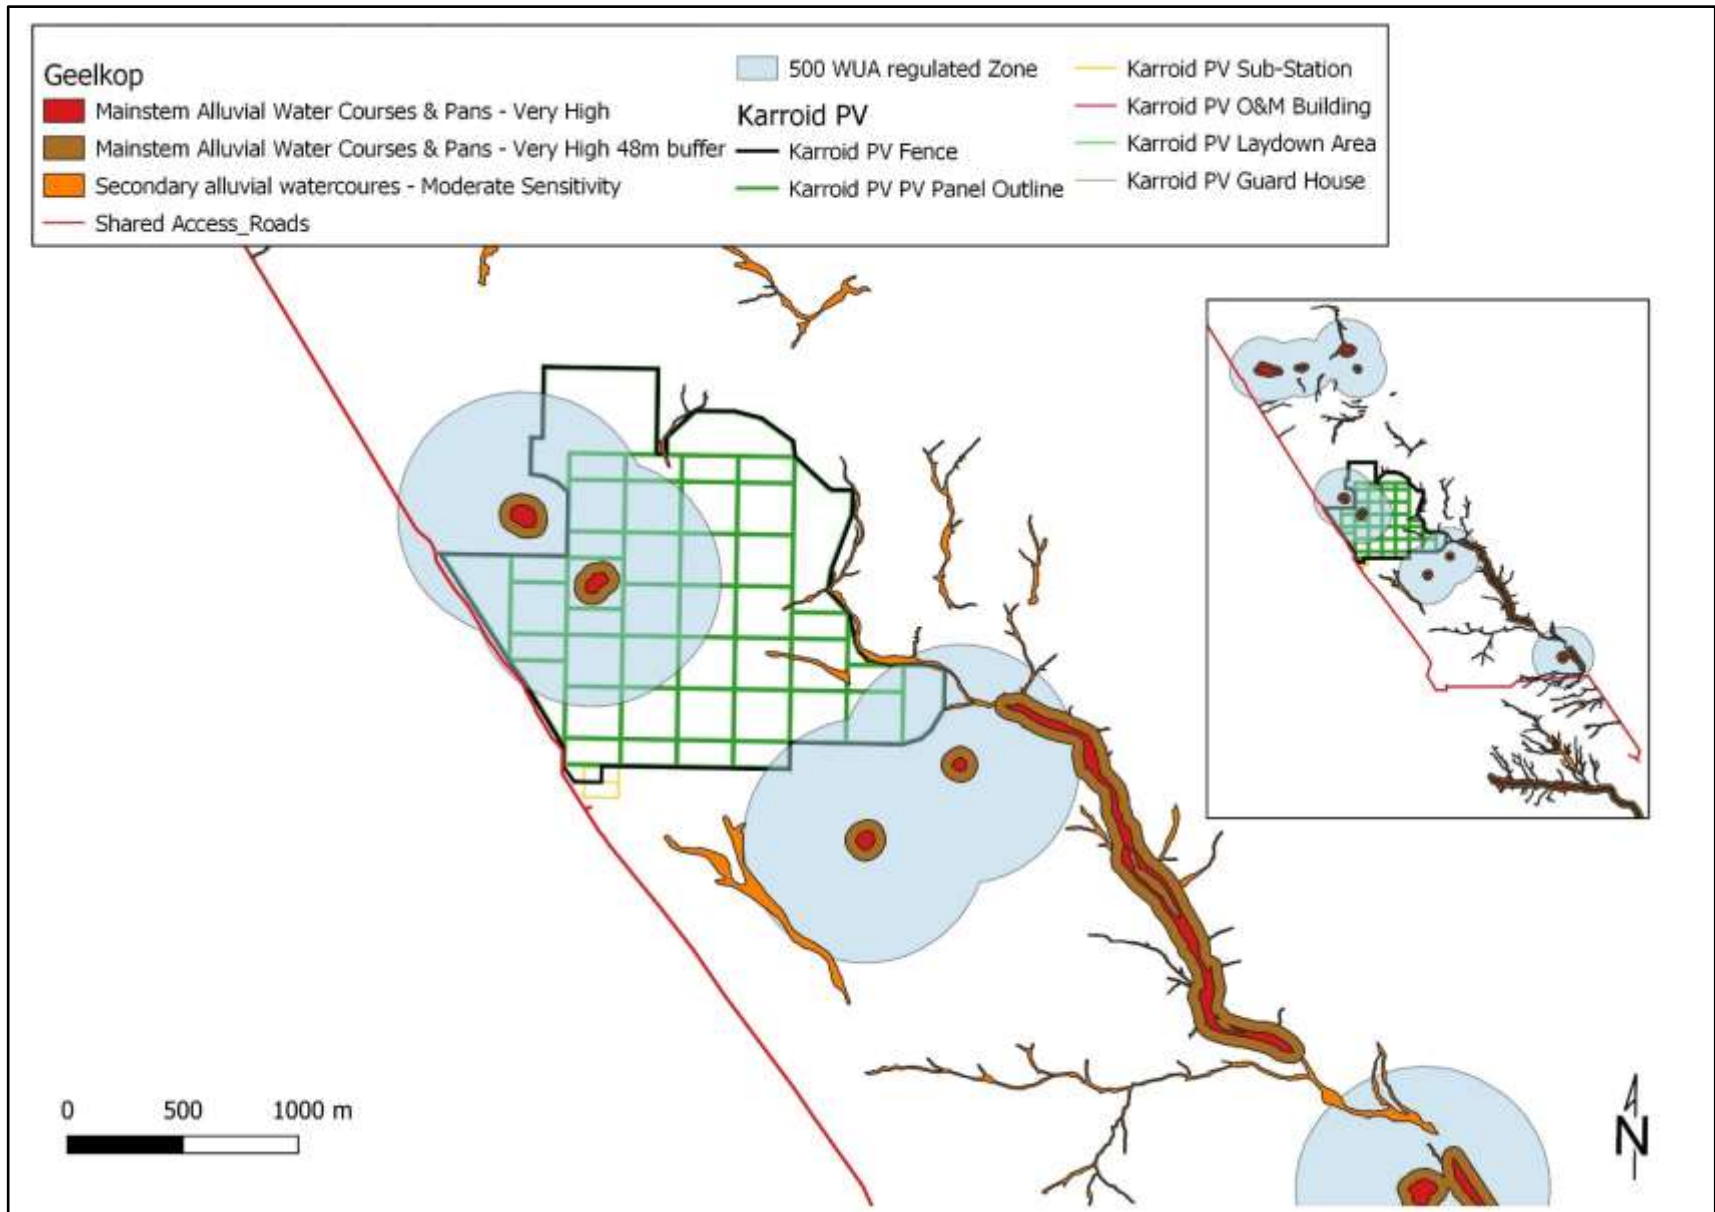 Geelkop
Mainstem Alluvial Water Courses & Pans - Very High
Mainstem Alluvial Water Courses & Pans - Very High 48m buffer
Secondary alluvial watercoures - Moderate Sensitivity
Shared Access_Roads
500 WUA regulated Zone
Karroid PV
Karroid PV Fence
Karroid PV PV Panel Outline
Karroid PV Sub-Station
Karroid PV O&M Building
Karroid PV Laydown Area
Karroid PV Guard House
0 500 1000 m
N